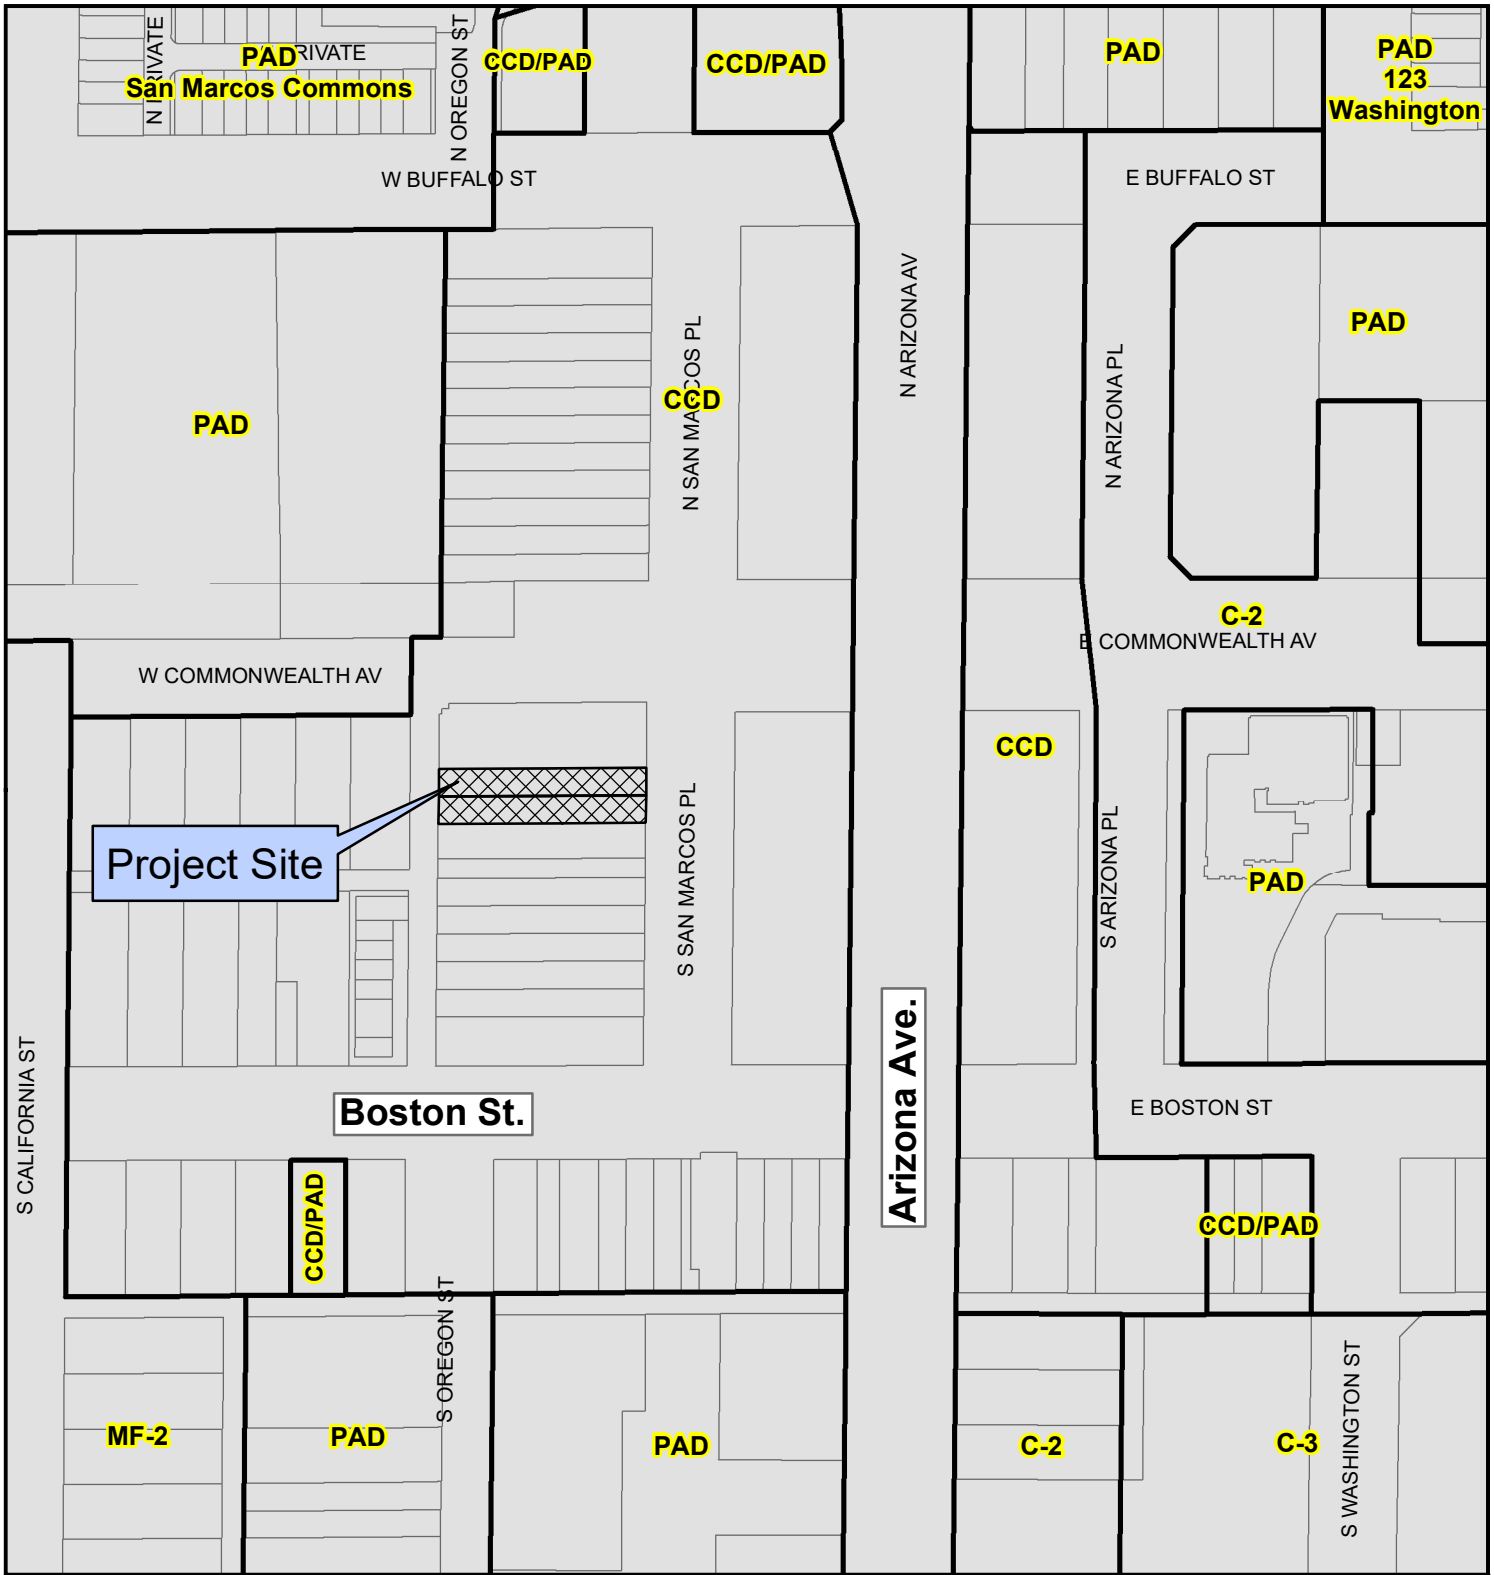 N PRIVATE
PAD
San Marcos Commons
RIVATE
N OREGON ST
CCD/PAD
CCD/PAD
PAD
PAD
123
Washington
W BUFFALO ST
E BUFFALO ST
N ARIZONA AV
PAD
N SAN MARCOS PL
CCD
N ARIZONA PL
PAD
C-2
E COMMONWEALTH AV
W COMMONWEALTH AV
CCD
Project Site
S SAN MARCOS PL
S ARIZONA PL
PAD
Arizona Ave.
Boston St.
E BOSTON ST
S CALIFORNIA ST
CCD/PAD
CCD/PAD
S OREGON ST
MF-2
PAD
PAD
C-2
C-3
S WASHINGTON ST